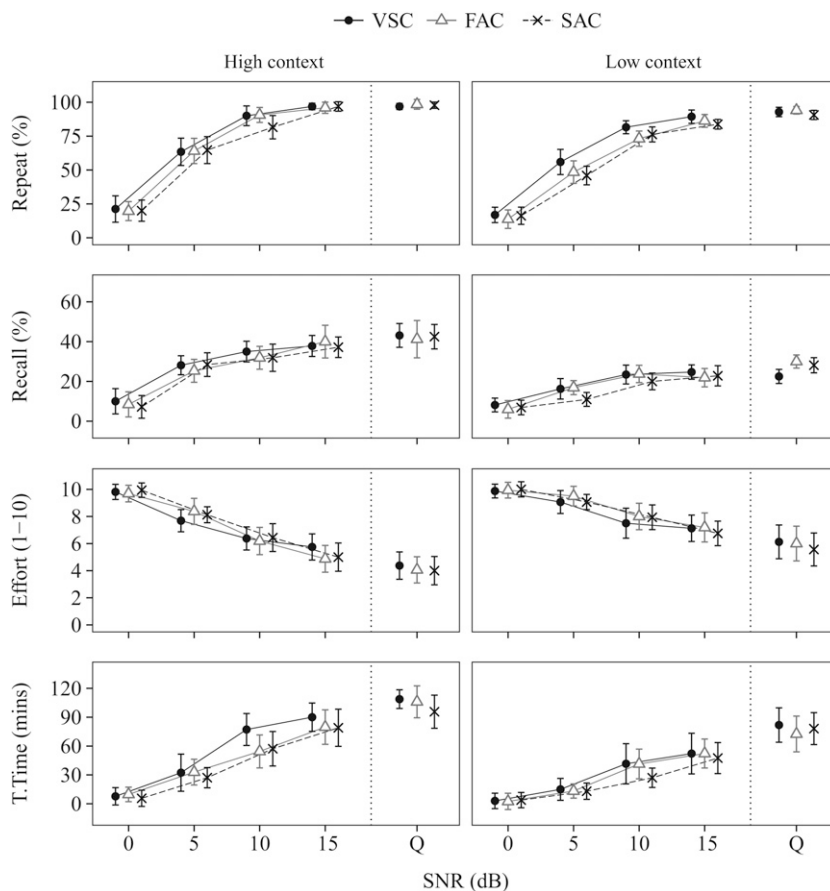 VSC FAC SAC
High context Low context
Repeat (%)
100
75
50
25
0
Recall (%)
60
40
20
0
Effort (1−10)
10
8
6
4
2
0
T.Time (mins)
120
90
60
30
0
0 5 10 15 Q 0 5 10 15 Q
SNR (dB)